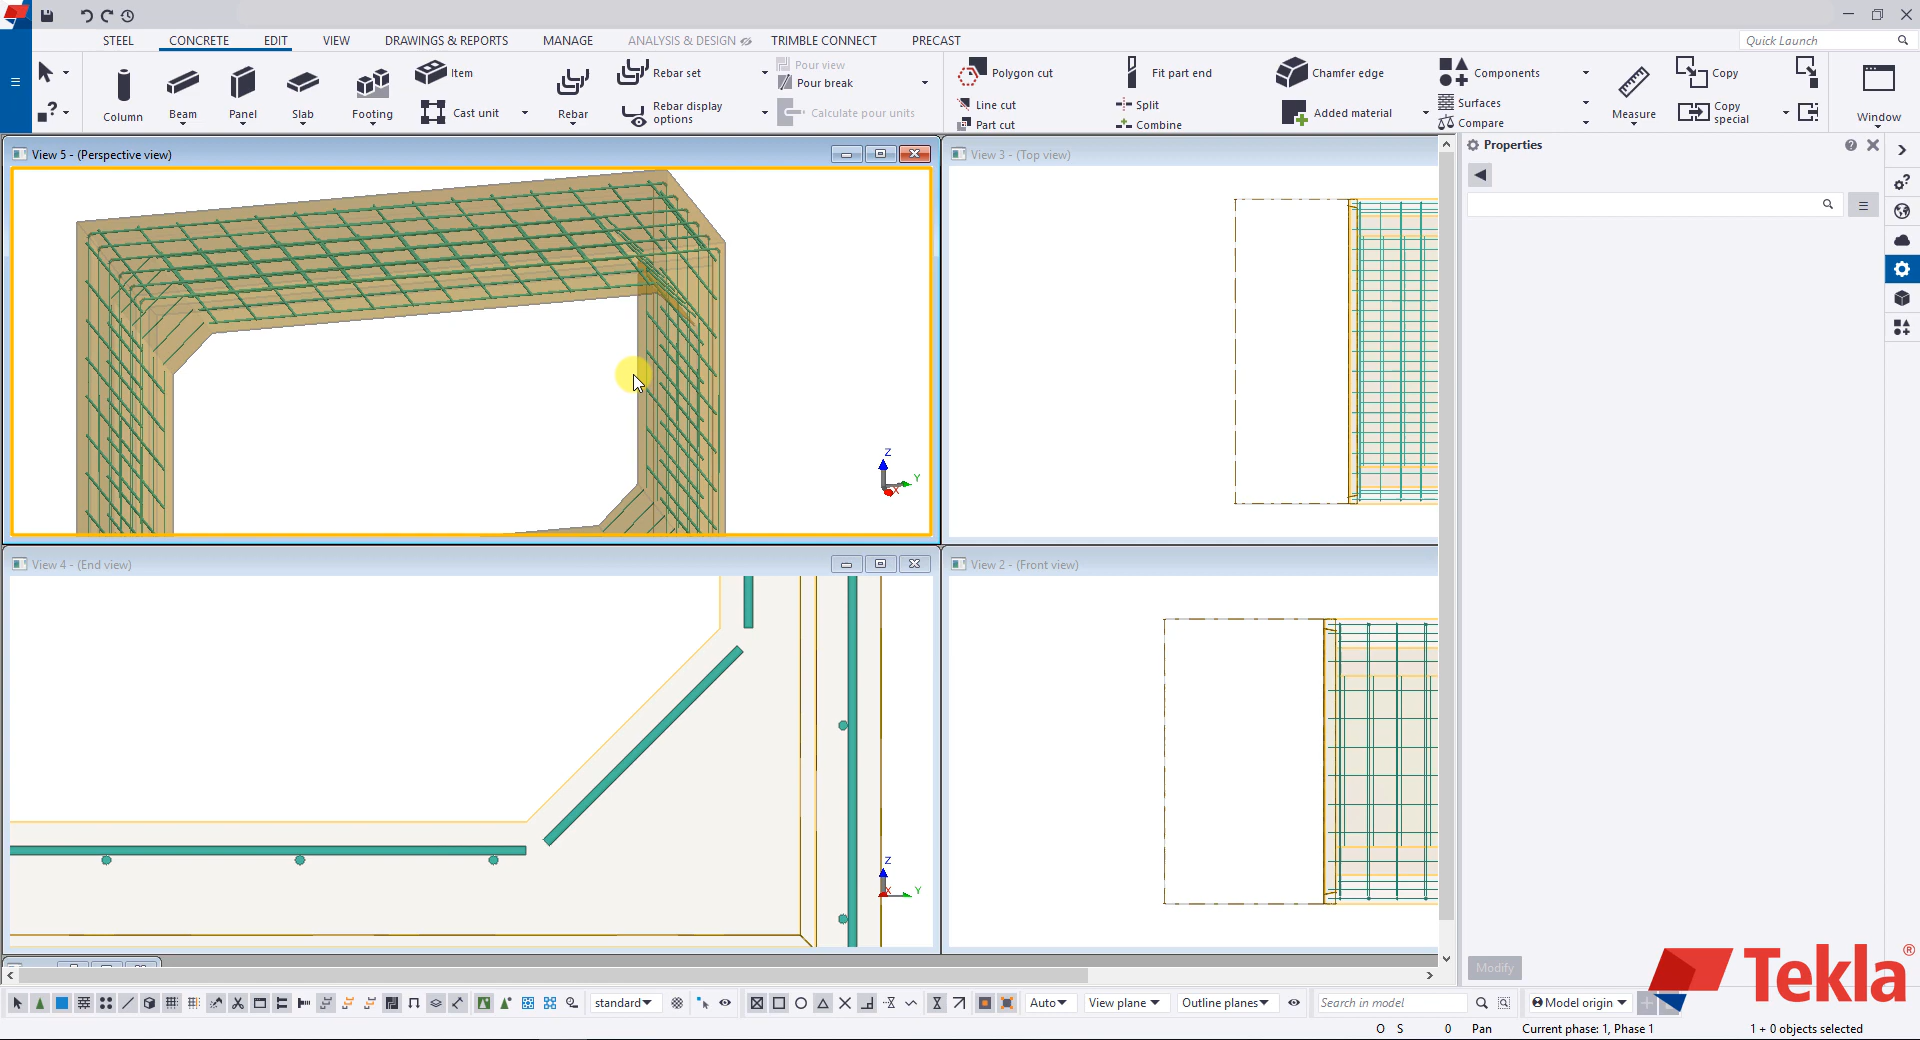 STEEL CONCRETE EDIT VIEW DRAWINGS & REPORTS MANAGE ANALYSIS & DESIGN TRIMBLE CONNECT PRECAST Quick Launch
Column
Beam
Panel
Slab
Footing
Item
Cast unit
Rebar
Rebar set
Rebar display
options
Pour view
Pour break
Calculate pour units
Polygon cut
Line cut
Part cut
Fit part end
Split
Combine
Chamfer edge
Added material
Components
Surfaces
Compare
Measure
Copy
Copy
special
Window
View 5 - (Perspective view)
Z
Y
X
View 3 - (Top view)
Properties
View 4 - (End view)
Z
Y
X
View 2 - (Front view)
Modify
Tekla®
standard
Auto
View plane
Outline planes
Search in model
Model origin
O S 0 Pan Current phase: 1, Phase 1 1 + 0 objects selected